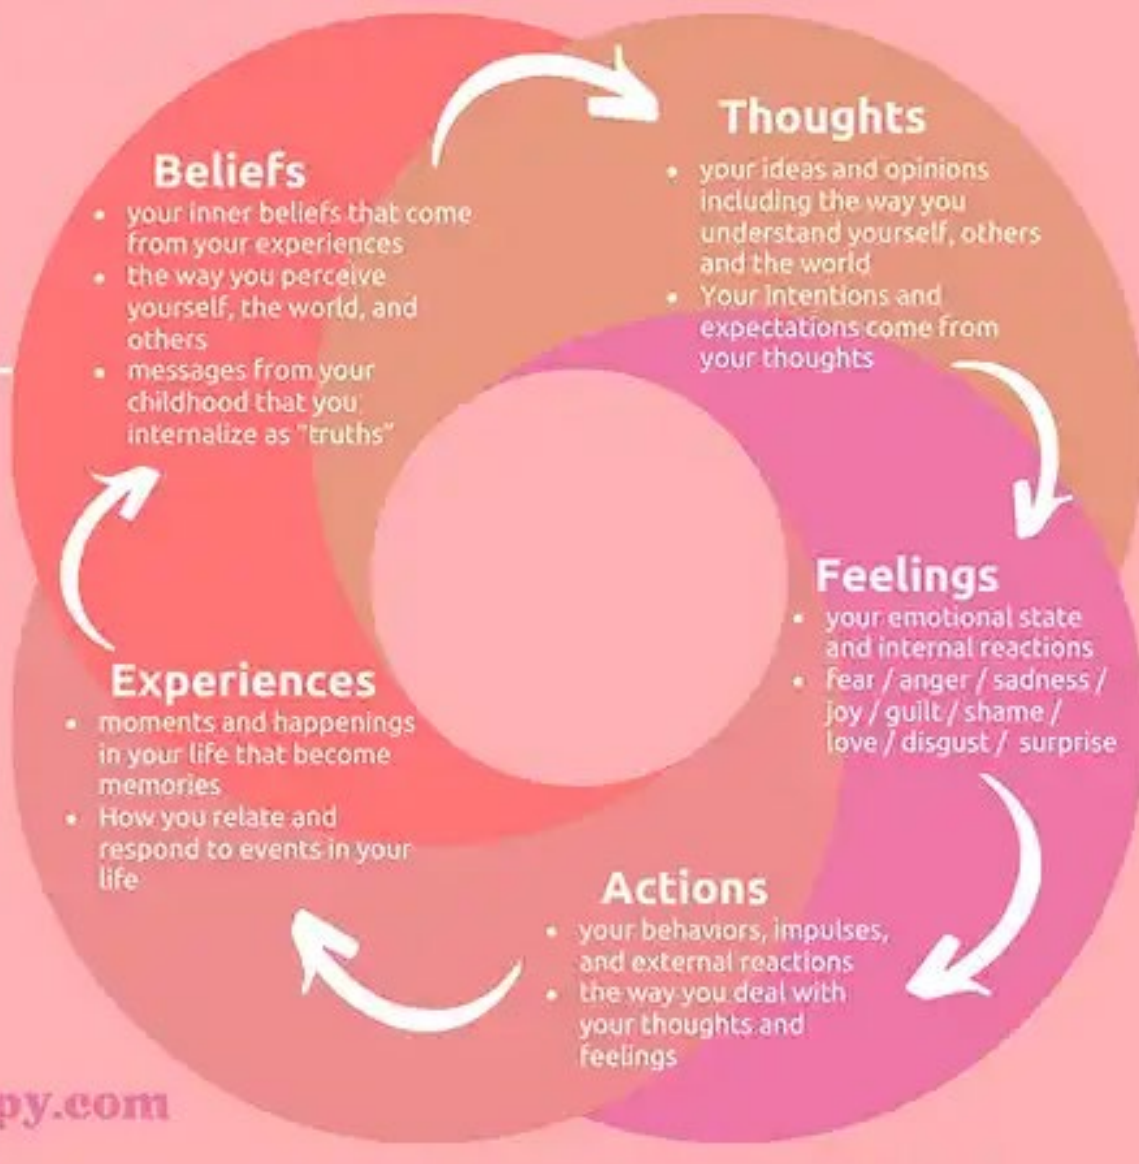 Beliefs
• your inner beliefs that come
from your experiences
• the way you perceive
yourself, the world, and
others
• messages from your
childhood that you
internalize as "truths"
Thoughts
• your ideas and opinions
including the way you
understand yourself, others
and the world
• Your intentions and
expectations come from
your thoughts
Feelings
• your emotional state
and internal reactions
• fear / anger / sadness /
joy / guilt / shame /
love / disgust / surprise
Actions
• your behaviors, impulses,
and external reactions
• the way you deal with
your thoughts and
feelings
Experiences
• moments and happenings
in your life that become
memories
• How you relate and
respond to events in your
life
py.com